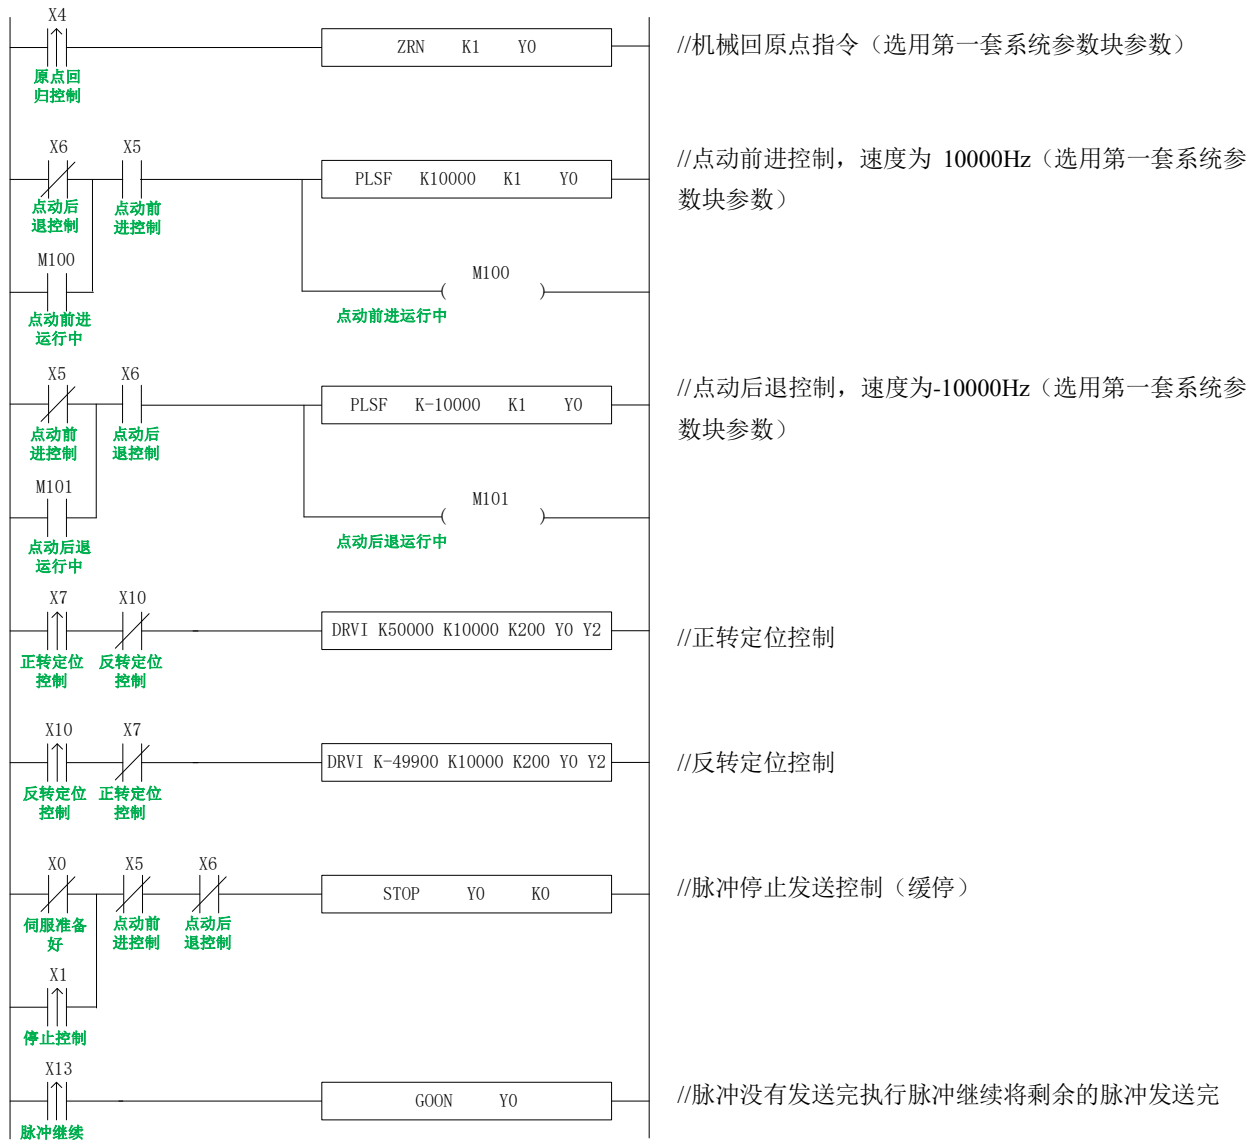 X4
ZRN K1 Y0
//机械回原点指令（选用第一套系统参数块参数）
原点回
归控制
X6 X5
PLSF K10000 K1 Y0
//点动前进控制，速度为 10000Hz（选用第一套系统参
数块参数）
点动后
退控制
点动前
进控制
M100
M100
点动前进
运行中
点动前进运行中
X5 X6
PLSF K-10000 K1 Y0
//点动后退控制，速度为-10000Hz（选用第一套系统参
数块参数）
点动前
进控制
点动后
退控制
M101
M101
点动后退
运行中
点动后退运行中
X7 X10
DRVI K50000 K10000 K200 Y0 Y2
//正转定位控制
正转定位
控制
反转定位
控制
X10 X7
DRVI K-49900 K10000 K200 Y0 Y2
//反转定位控制
反转定位
控制
正转定位
控制
X0 X5 X6
STOP Y0 K0
//脉冲停止发送控制（缓停）
伺服准备
好
点动前
进控制
点动后
退控制
X1
停止控制
X13
GOON Y0
//脉冲没有发送完执行脉冲继续将剩余的脉冲发送完
脉冲继续